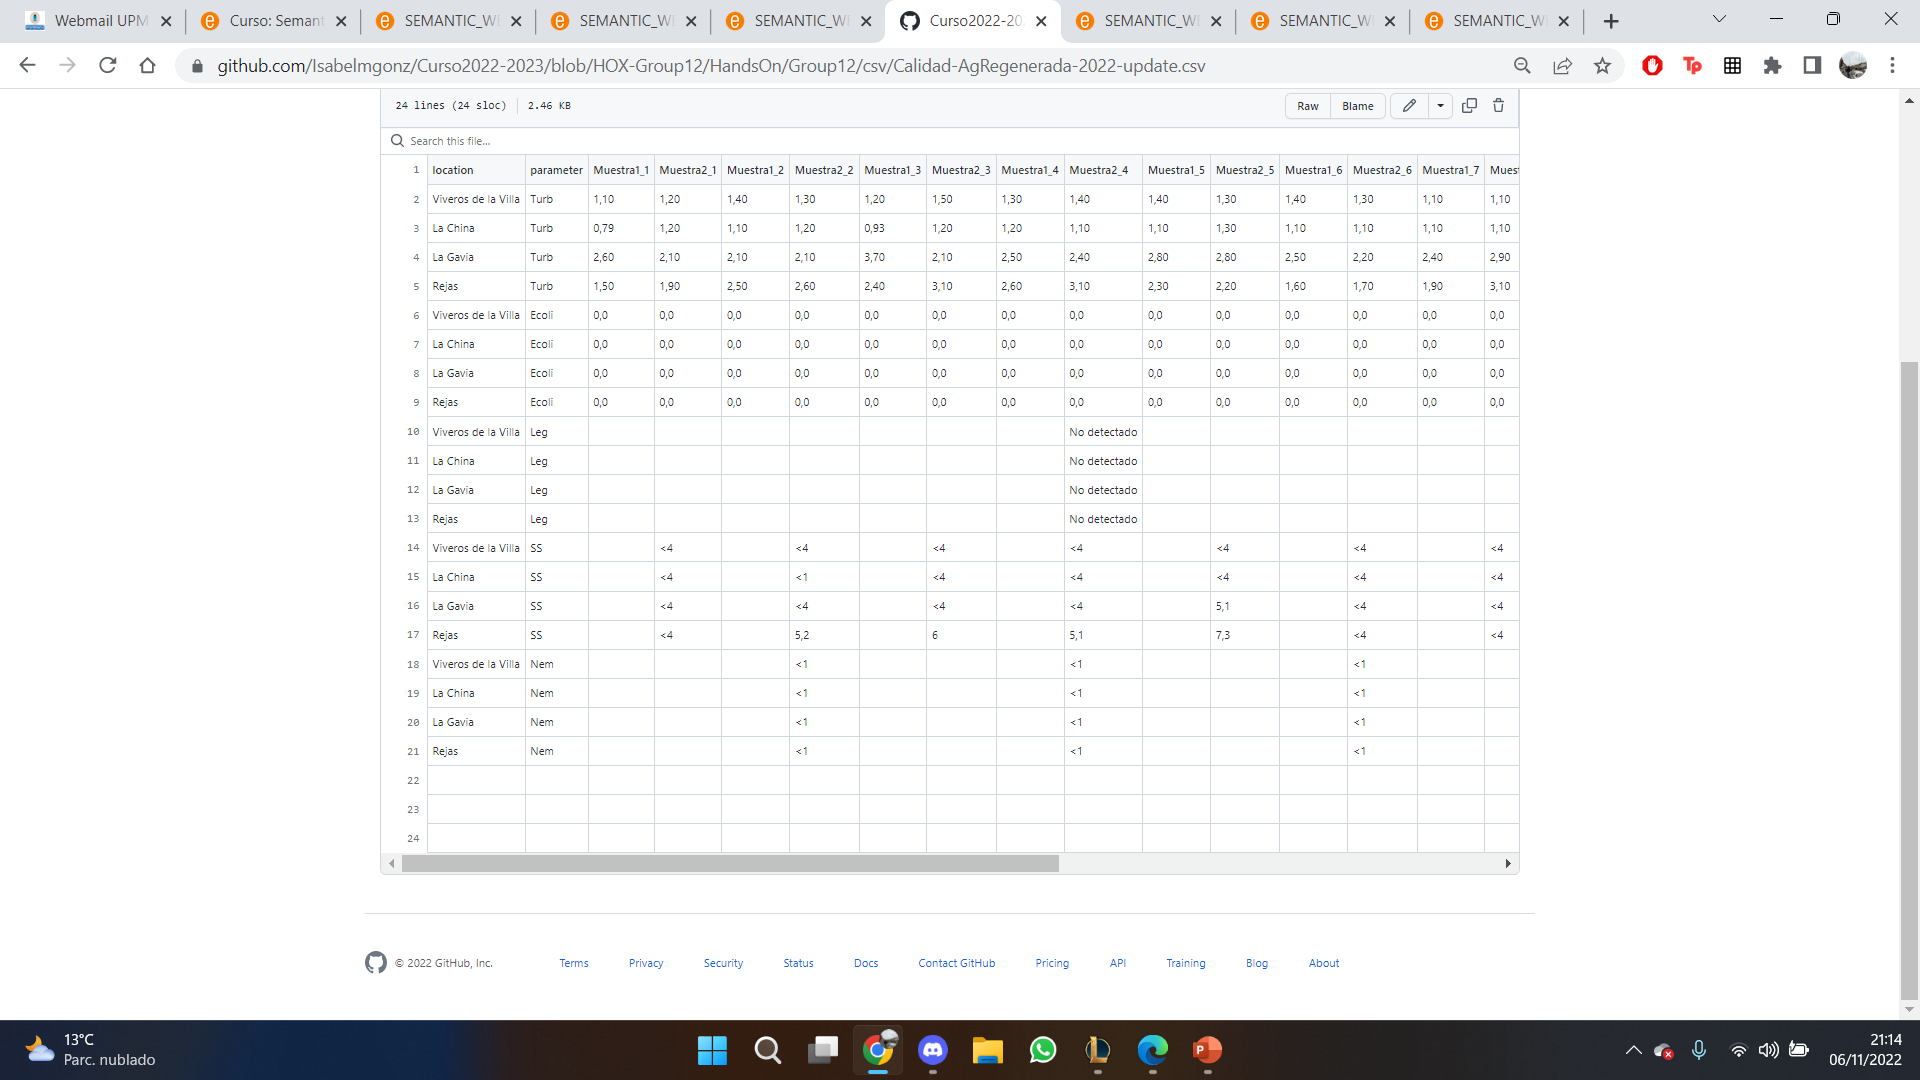 Webmail UPM
Curso: Semant
SEMANTIC_WE
SEMANTIC_WE
SEMANTIC_WE
Curso2022-20
SEMANTIC_WE
SEMANTIC_WE
SEMANTIC_WE
github.com/Isabelmgonz/Curso2022-2023/blob/HOX-Group12/HandsOn/Group12/csv/Calidad-AgRegenerada-2022-update.csv
24 lines (24 sloc) 2.46 KB Raw Blame
Search this file...
1 location parameter Muestra1_1 Muestra2_1 Muestra1_2 Muestra2_2 Muestra1_3 Muestra2_3 Muestra1_4 Muestra2_4 Muestra1_5 Muestra2_5 Muestra1_6 Muestra2_6 Muestra1_7 Muest
2 Viveros de la Villa Turb 1,10 1,20 1,40 1,30 1,20 1,50 1,30 1,40 1,40 1,30 1,40 1,30 1,10 1,10
3 La China Turb 0,79 1,20 1,10 1,20 0,93 1,20 1,20 1,10 1,10 1,30 1,10 1,10 1,10 1,10
4 La Gavia Turb 2,60 2,10 2,10 2,10 3,70 2,10 2,50 2,40 2,80 2,80 2,50 2,20 2,40 2,90
5 Rejas Turb 1,50 1,90 2,50 2,60 2,40 3,10 2,60 3,10 2,30 2,20 1,60 1,70 1,90 3,10
6 Viveros de la Villa Ecoli 0,0 0,0 0,0 0,0 0,0 0,0 0,0 0,0 0,0 0,0 0,0 0,0 0,0 0,0
7 La China Ecoli 0,0 0,0 0,0 0,0 0,0 0,0 0,0 0,0 0,0 0,0 0,0 0,0 0,0 0,0
8 La Gavia Ecoli 0,0 0,0 0,0 0,0 0,0 0,0 0,0 0,0 0,0 0,0 0,0 0,0 0,0 0,0
9 Rejas Ecoli 0,0 0,0 0,0 0,0 0,0 0,0 0,0 0,0 0,0 0,0 0,0 0,0 0,0 0,0
10 Viveros de la Villa Leg No detectado
11 La China Leg No detectado
12 La Gavia Leg No detectado
13 Rejas Leg No detectado
14 Viveros de la Villa SS <4 <4 <4 <4 <4 <4 <4
15 La China SS <4 <1 <4 <4 <4 <4 <4
16 La Gavia SS <4 <4 <4 <4 5,1 <4 <4
17 Rejas SS <4 5,2 6 5,1 7,3 <4 <4
18 Viveros de la Villa Nem <1 <1 <1
19 La China Nem <1 <1 <1
20 La Gavia Nem <1 <1 <1
21 Rejas Nem <1 <1 <1
22
23
24
© 2022 GitHub, Inc. Terms Privacy Security Status Docs Contact GitHub Pricing API Training Blog About
13°C
Parc. nublado
21:14
06/11/2022